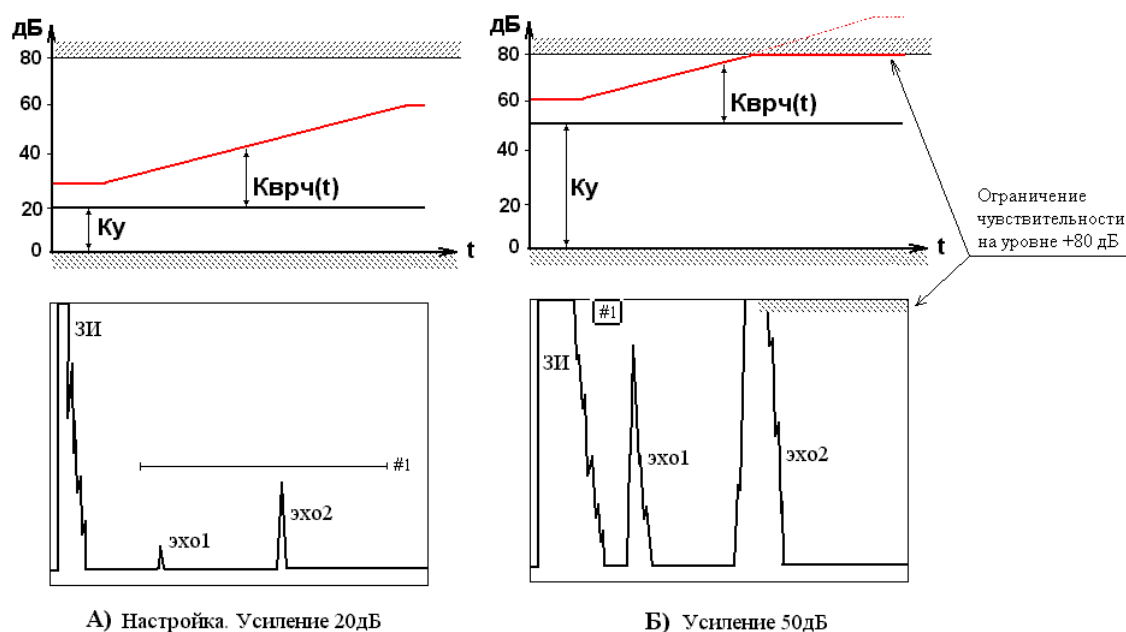 дБ
80
60
40
20
0
Кврч(t)
Ку
t
дБ
80
60
40
20
0
Кврч(t)
Ку
t
Ограничение
чувствительности
на уровне +80 дБ
ЗИ
#1
эхо1
эхо2
#1
ЗИ
эхо1
эхо2
А) Настройка. Усиление 20дБ
Б) Усиление 50дБ